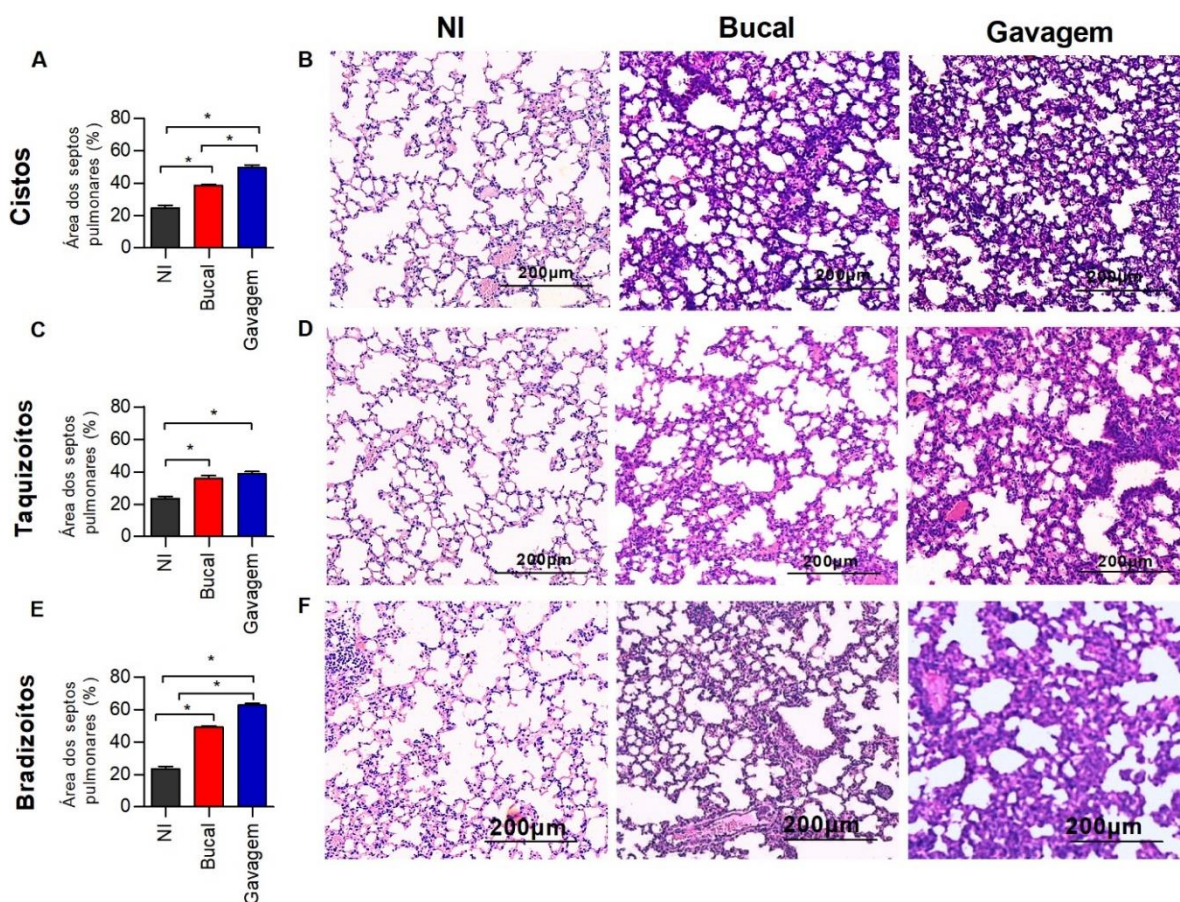 NI Bucal Gavagem
A
B
Cistos
Área dos septos
pulmonares (%)
80
60
40
20
0
*
*
*
NI
Bucal
Gavagem
200µm
200µm
200µm
C
D
Taquizoítos
Área dos septos
pulmonares (%)
80
60
40
20
0
*
*
NI
Bucal
Gavagem
200µm
200µm
200µm
E
F
Bradizoítos
Área dos septos
pulmonares (%)
80
60
40
20
0
*
*
*
NI
Bucal
Gavagem
200µm
200µm
200µm